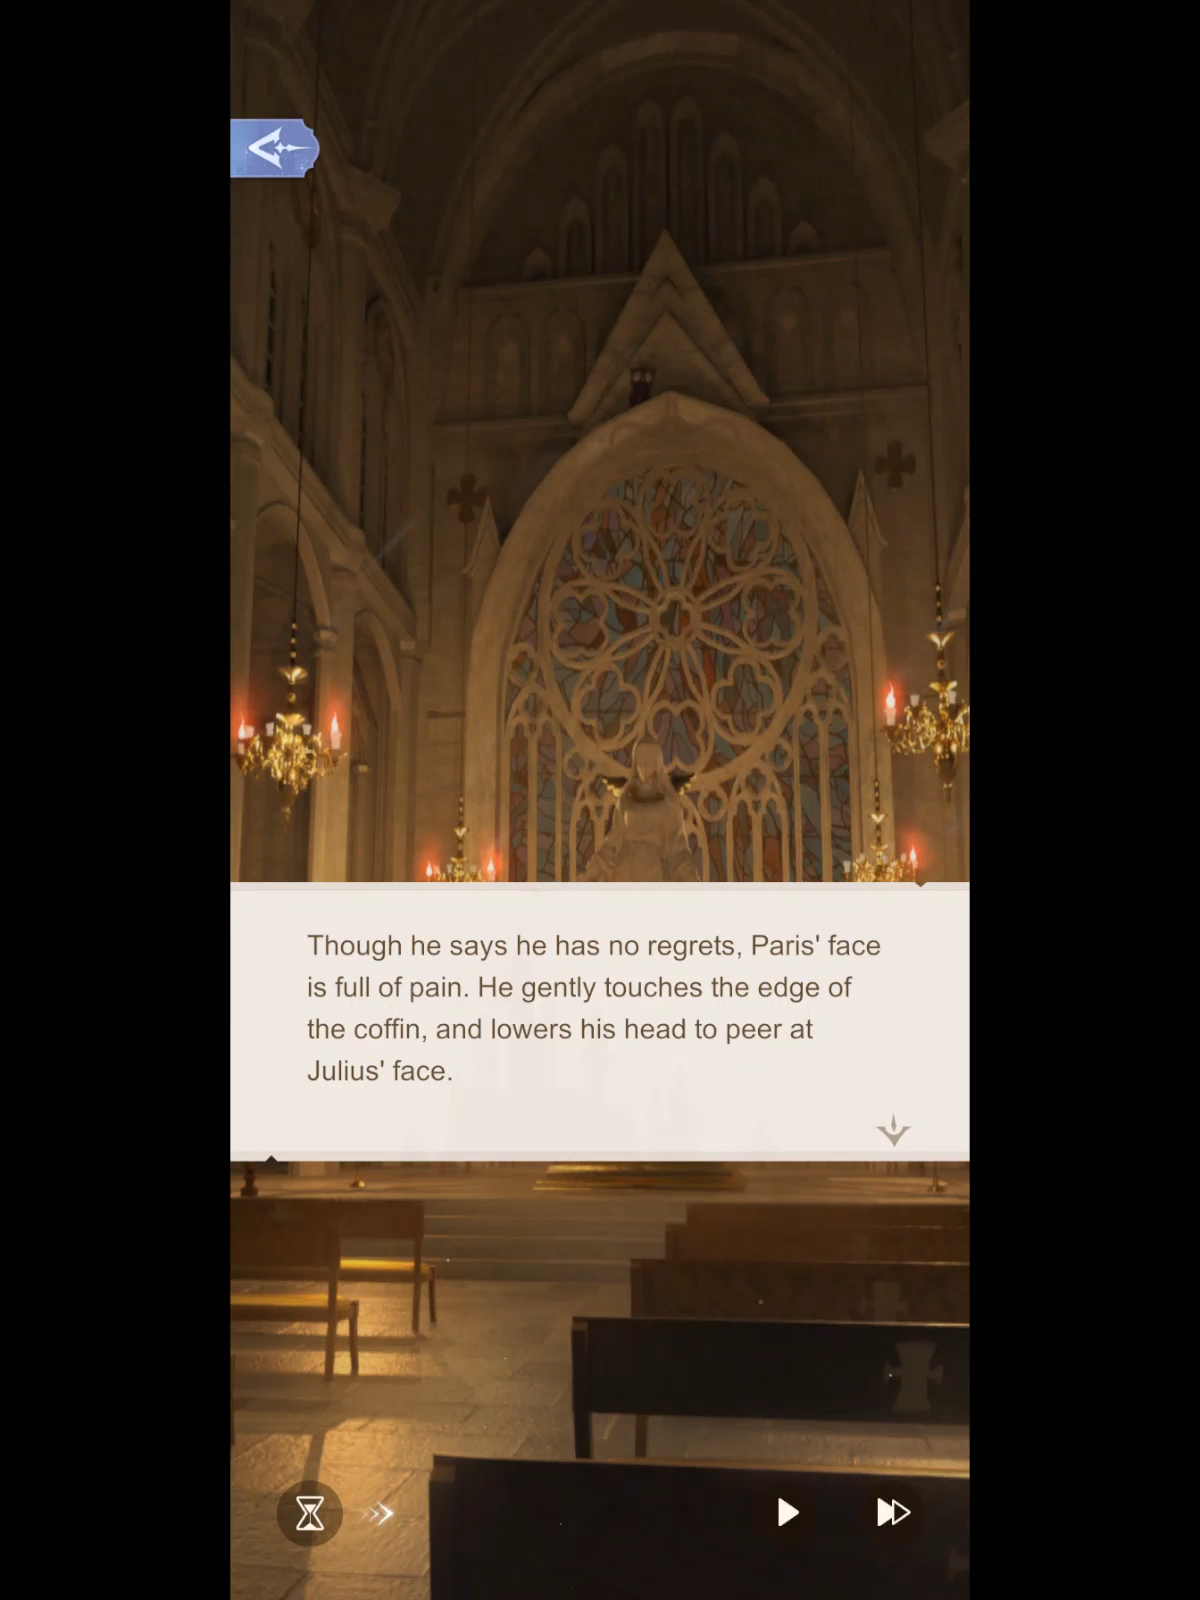 Though he says he has no regrets, Paris' face
is full of pain. He gently touches the edge of
the coffin, and lowers his head to peer at
Julius' face.